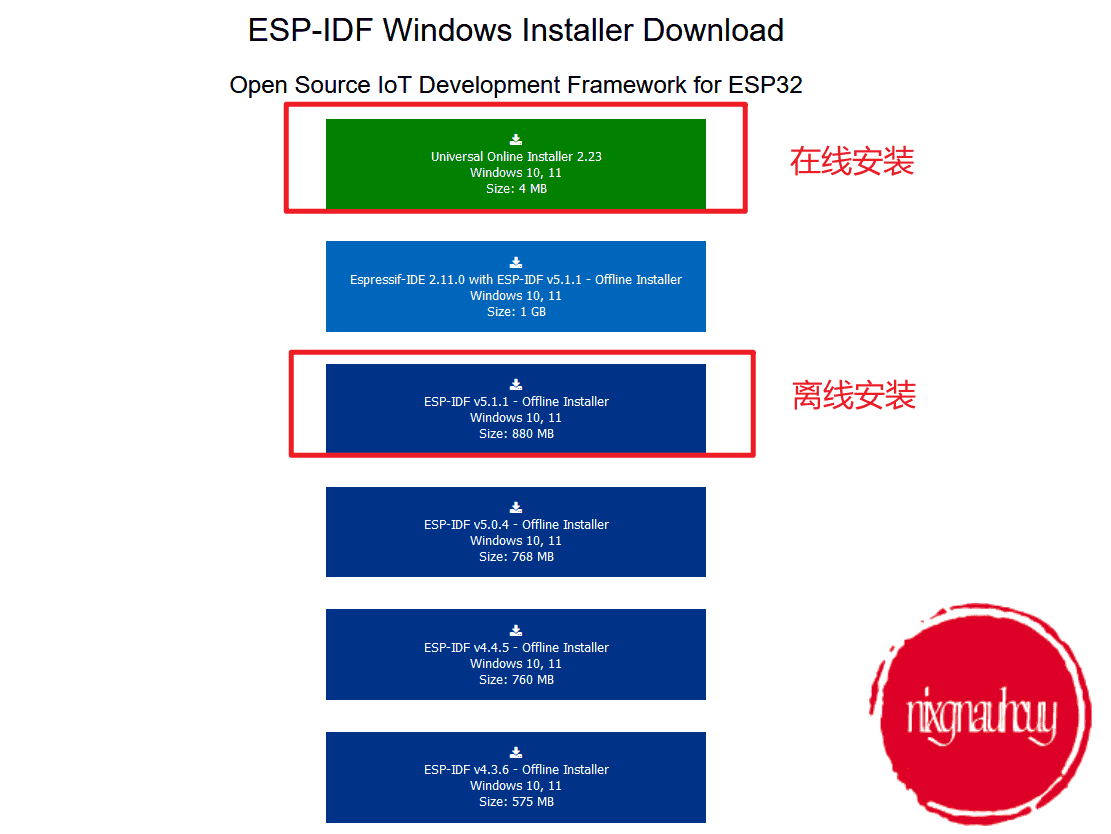 ESP-IDF Windows Installer Download
Open Source IoT Development Framework for ESP32
Universal Online Installer 2.23
Windows 10, 11
Size: 4 MB
在线安装
Espressif-IDE 2.11.0 with ESP-IDF v5.1.1 - Offline Installer
Windows 10, 11
Size: 1 GB
ESP-IDF v5.1.1 - Offline Installer
Windows 10, 11
Size: 880 MB
离线安装
ESP-IDF v5.0.4 - Offline Installer
Windows 10, 11
Size: 768 MB
ESP-IDF v4.4.5 - Offline Installer
Windows 10, 11
Size: 760 MB
ESP-IDF v4.3.6 - Offline Installer
Windows 10, 11
Size: 575 MB
nixgnauhcuy